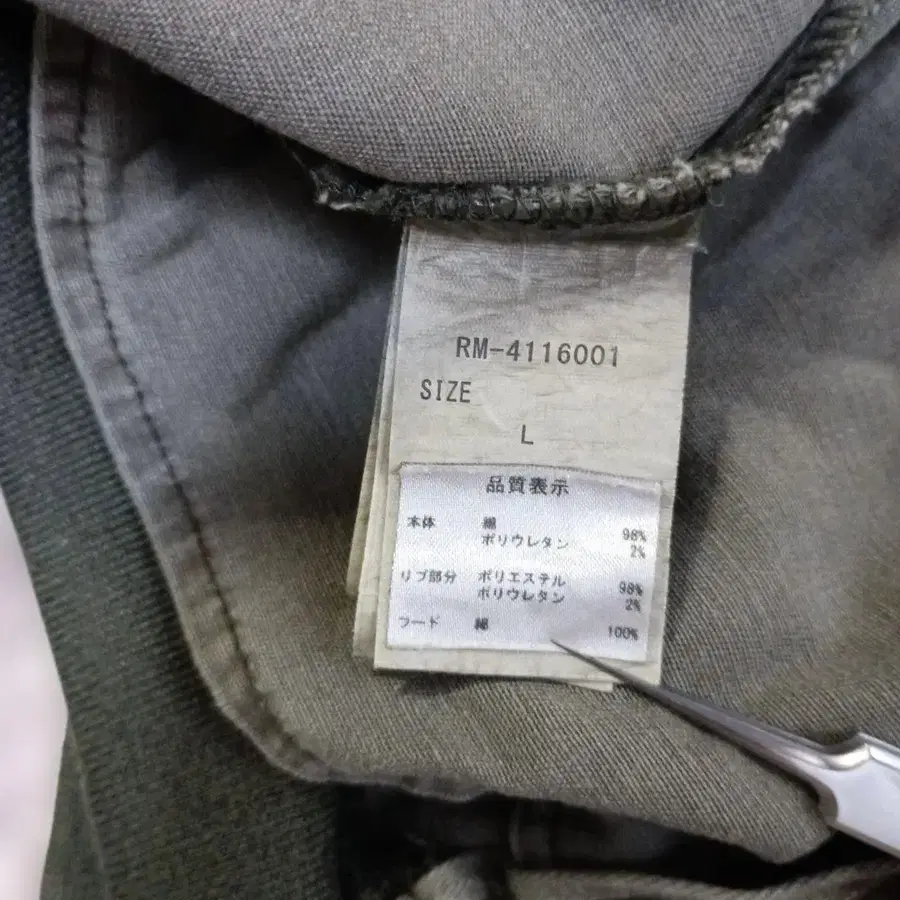 RM-4116001
SIZE
L
品質表示
本体 綿 98%
ポリウレタン 2%
リブ部分 ポリエステル 98%
ポリウレタン 2%
フード 綿 100%